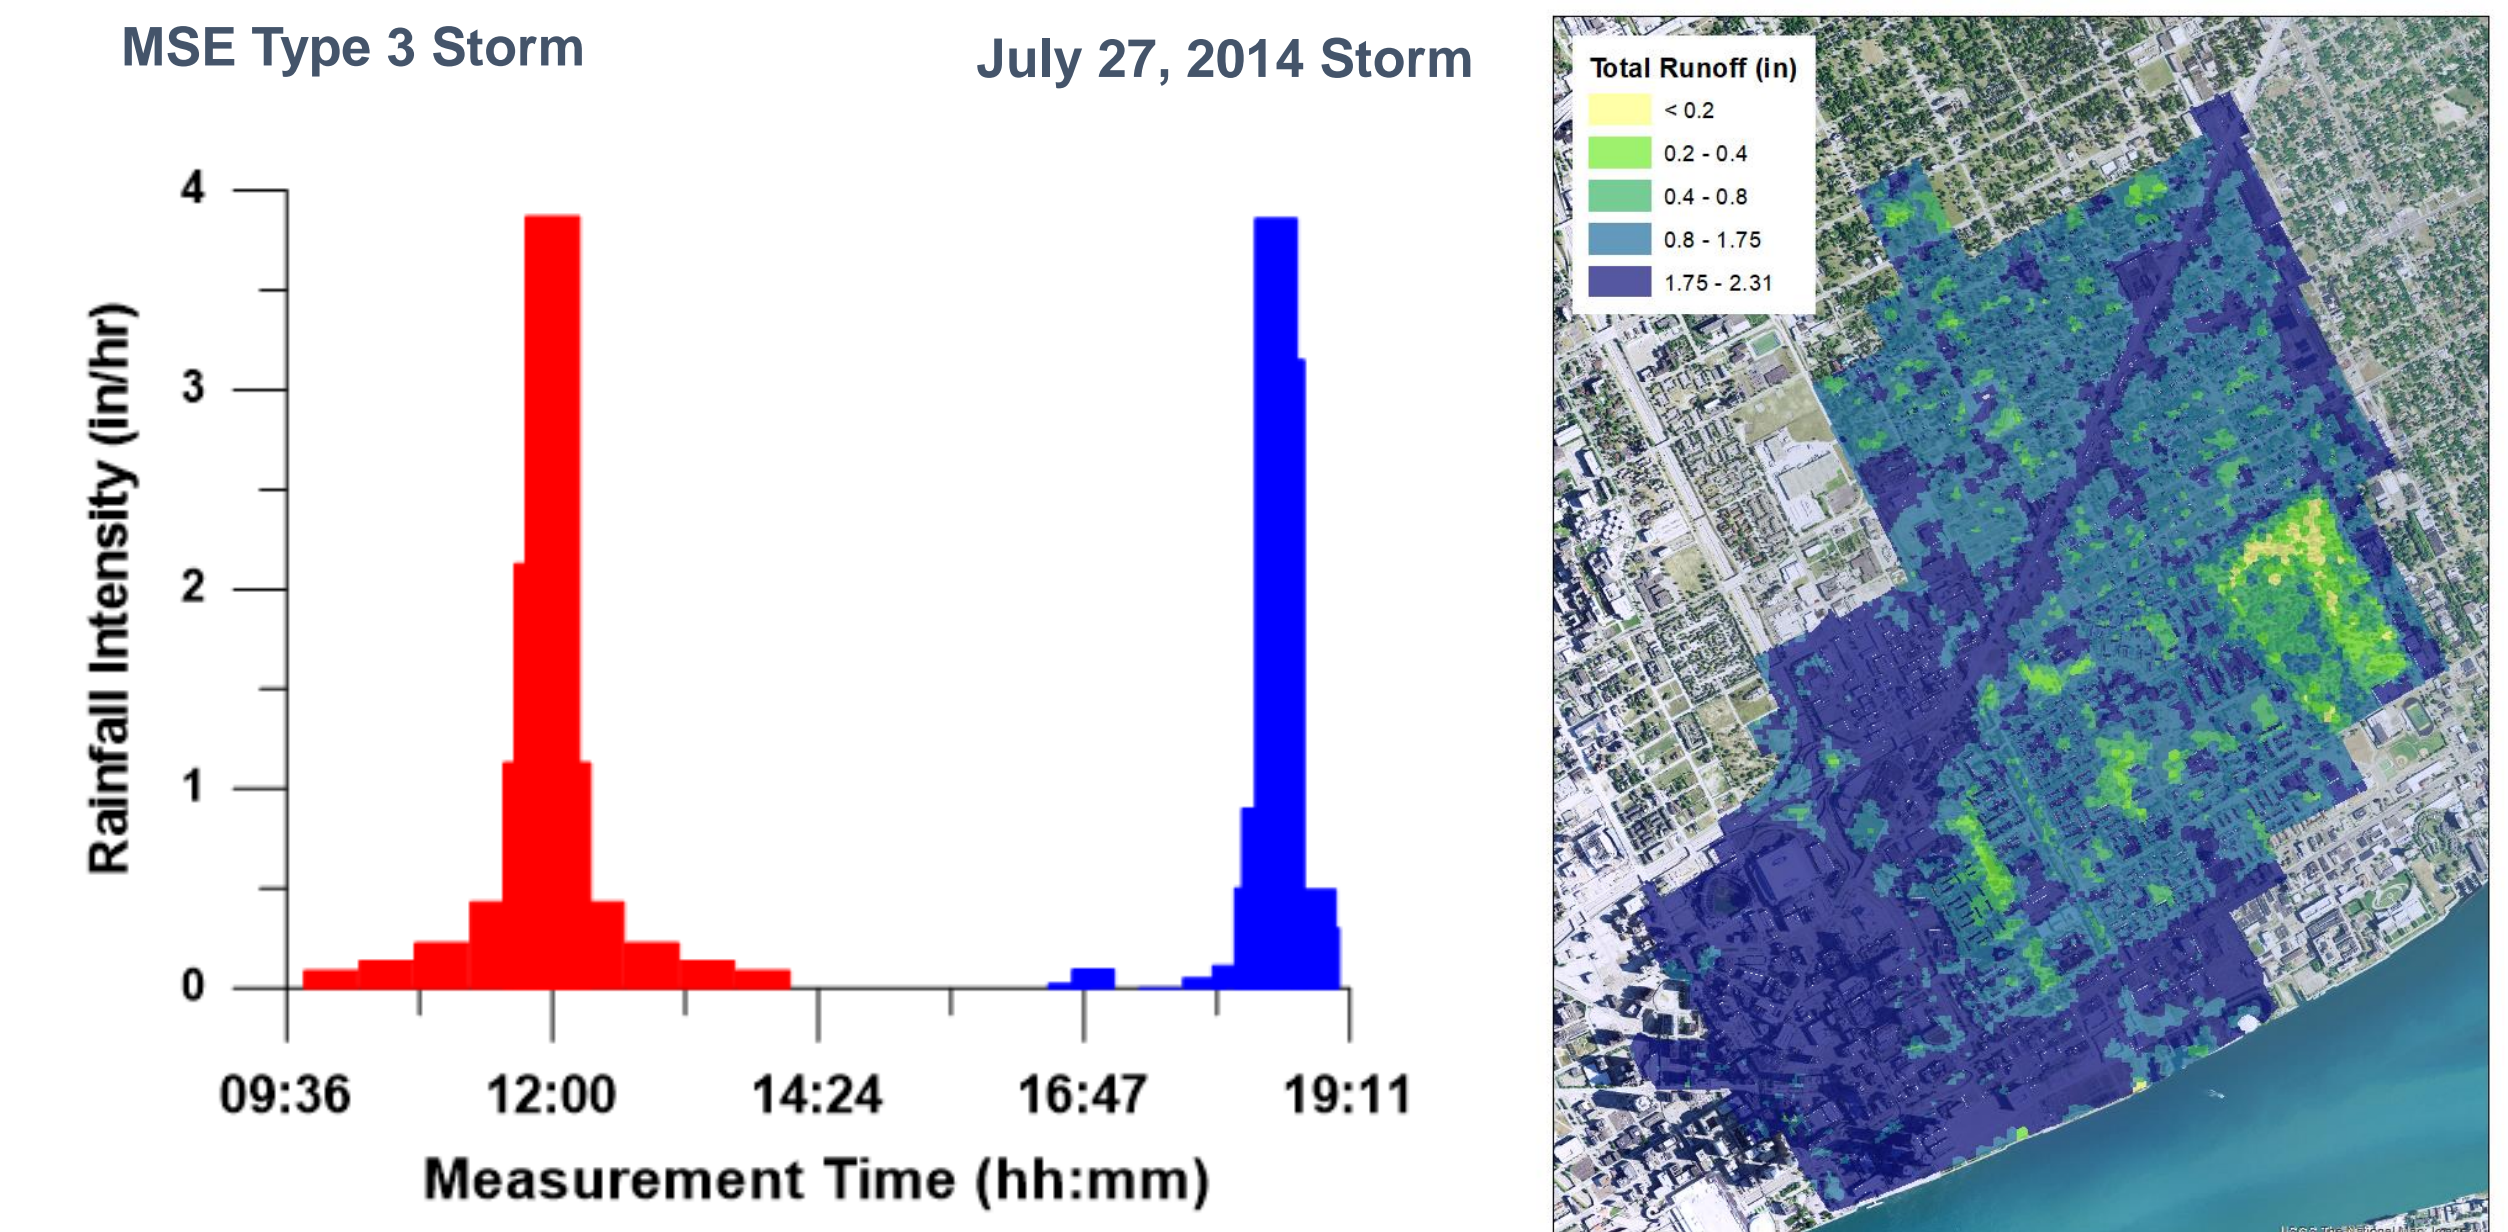 MSE Type 3 Storm
July 27, 2014 Storm
Rainfall Intensity (in/hr)
4
3
2
1
0
09:36
12:00
14:24
16:47
19:11
Measurement Time (hh:mm)
Total Runoff (in)
< 0.2
0.2 - 0.4
0.4 - 0.8
0.8 - 1.75
1.75 - 2.31